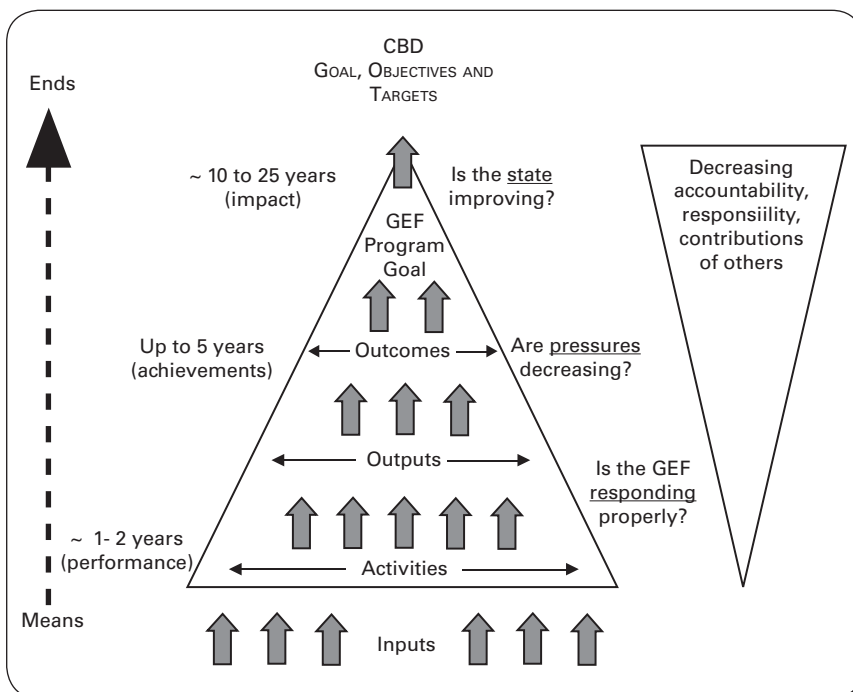 CBD
GOAL, OBJECTIVES AND
TARGETS
Ends
~ 10 to 25 years
(impact)
Is the state
improving?
Decreasing
accountability,
responsiility,
contributions
of others
GEF
Program
Goal
Up to 5 years
(achievements)
Outcomes
Are pressures
decreasing?
Outputs
Is the GEF
responding
properly?
~ 1- 2 years
(performance)
Activities
Means
Inputs